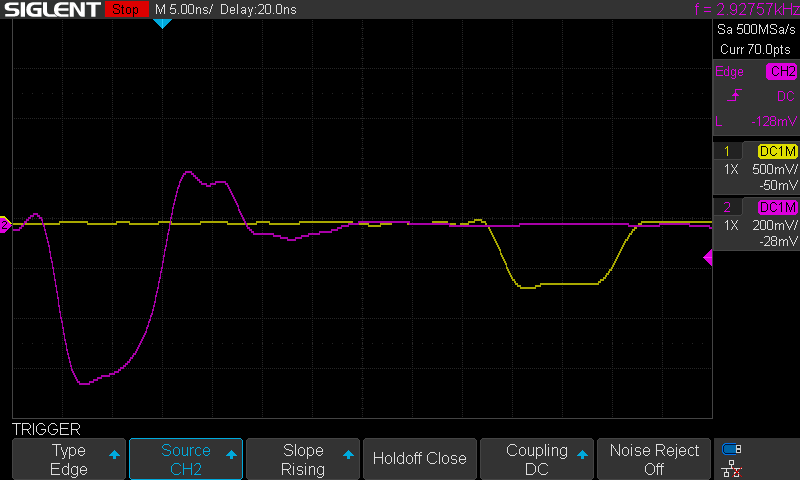 SIGLENT Stop M 5.00ns/ Delay:20.0ns f = 2.92757kHz
Sa 500MSa/s
Curr 70.0pts
Edge CH2
DC
L -128mV
1 DC1M
1X 500mV/
-50mV
2 DC1M
1X 200mV/
-28mV
2
TRIGGER
Type
Edge
Source
CH2
Slope
Rising
Holdoff Close
Coupling
DC
Noise Reject
Off